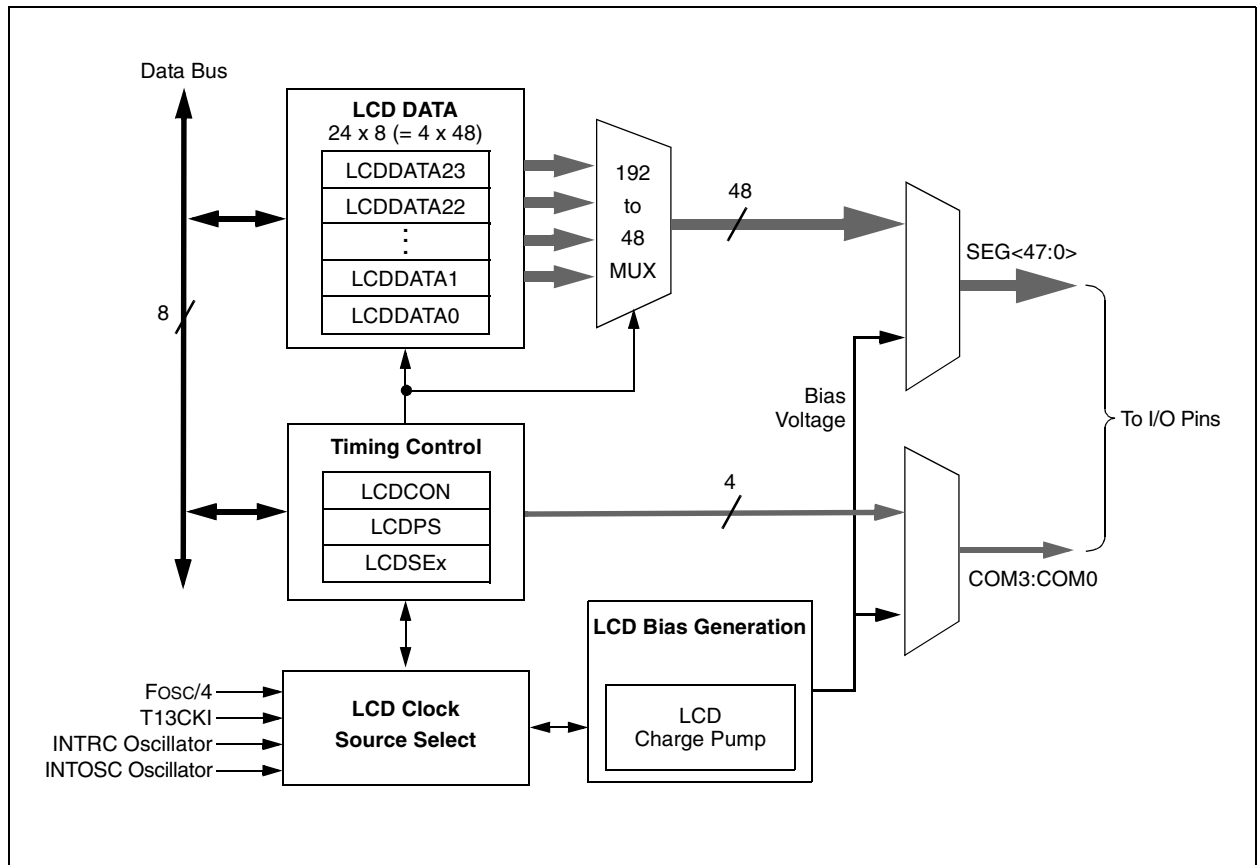 Data Bus
LCD DATA
24 x 8 (= 4 x 48)
LCDDATA23
LCDDATA22
⋮
LCDDATA1
LCDDATA0
192
to
48
MUX
48
SEG<47:0>
8
Bias
Voltage
To I/O Pins
Timing Control
LCDCON
LCDPS
LCDSEx
4
COM3:COM0
LCD Bias Generation
LCD
Charge Pump
FOSC/4
T13CKI
INTRC Oscillator
INTOSC Oscillator
LCD Clock
Source Select